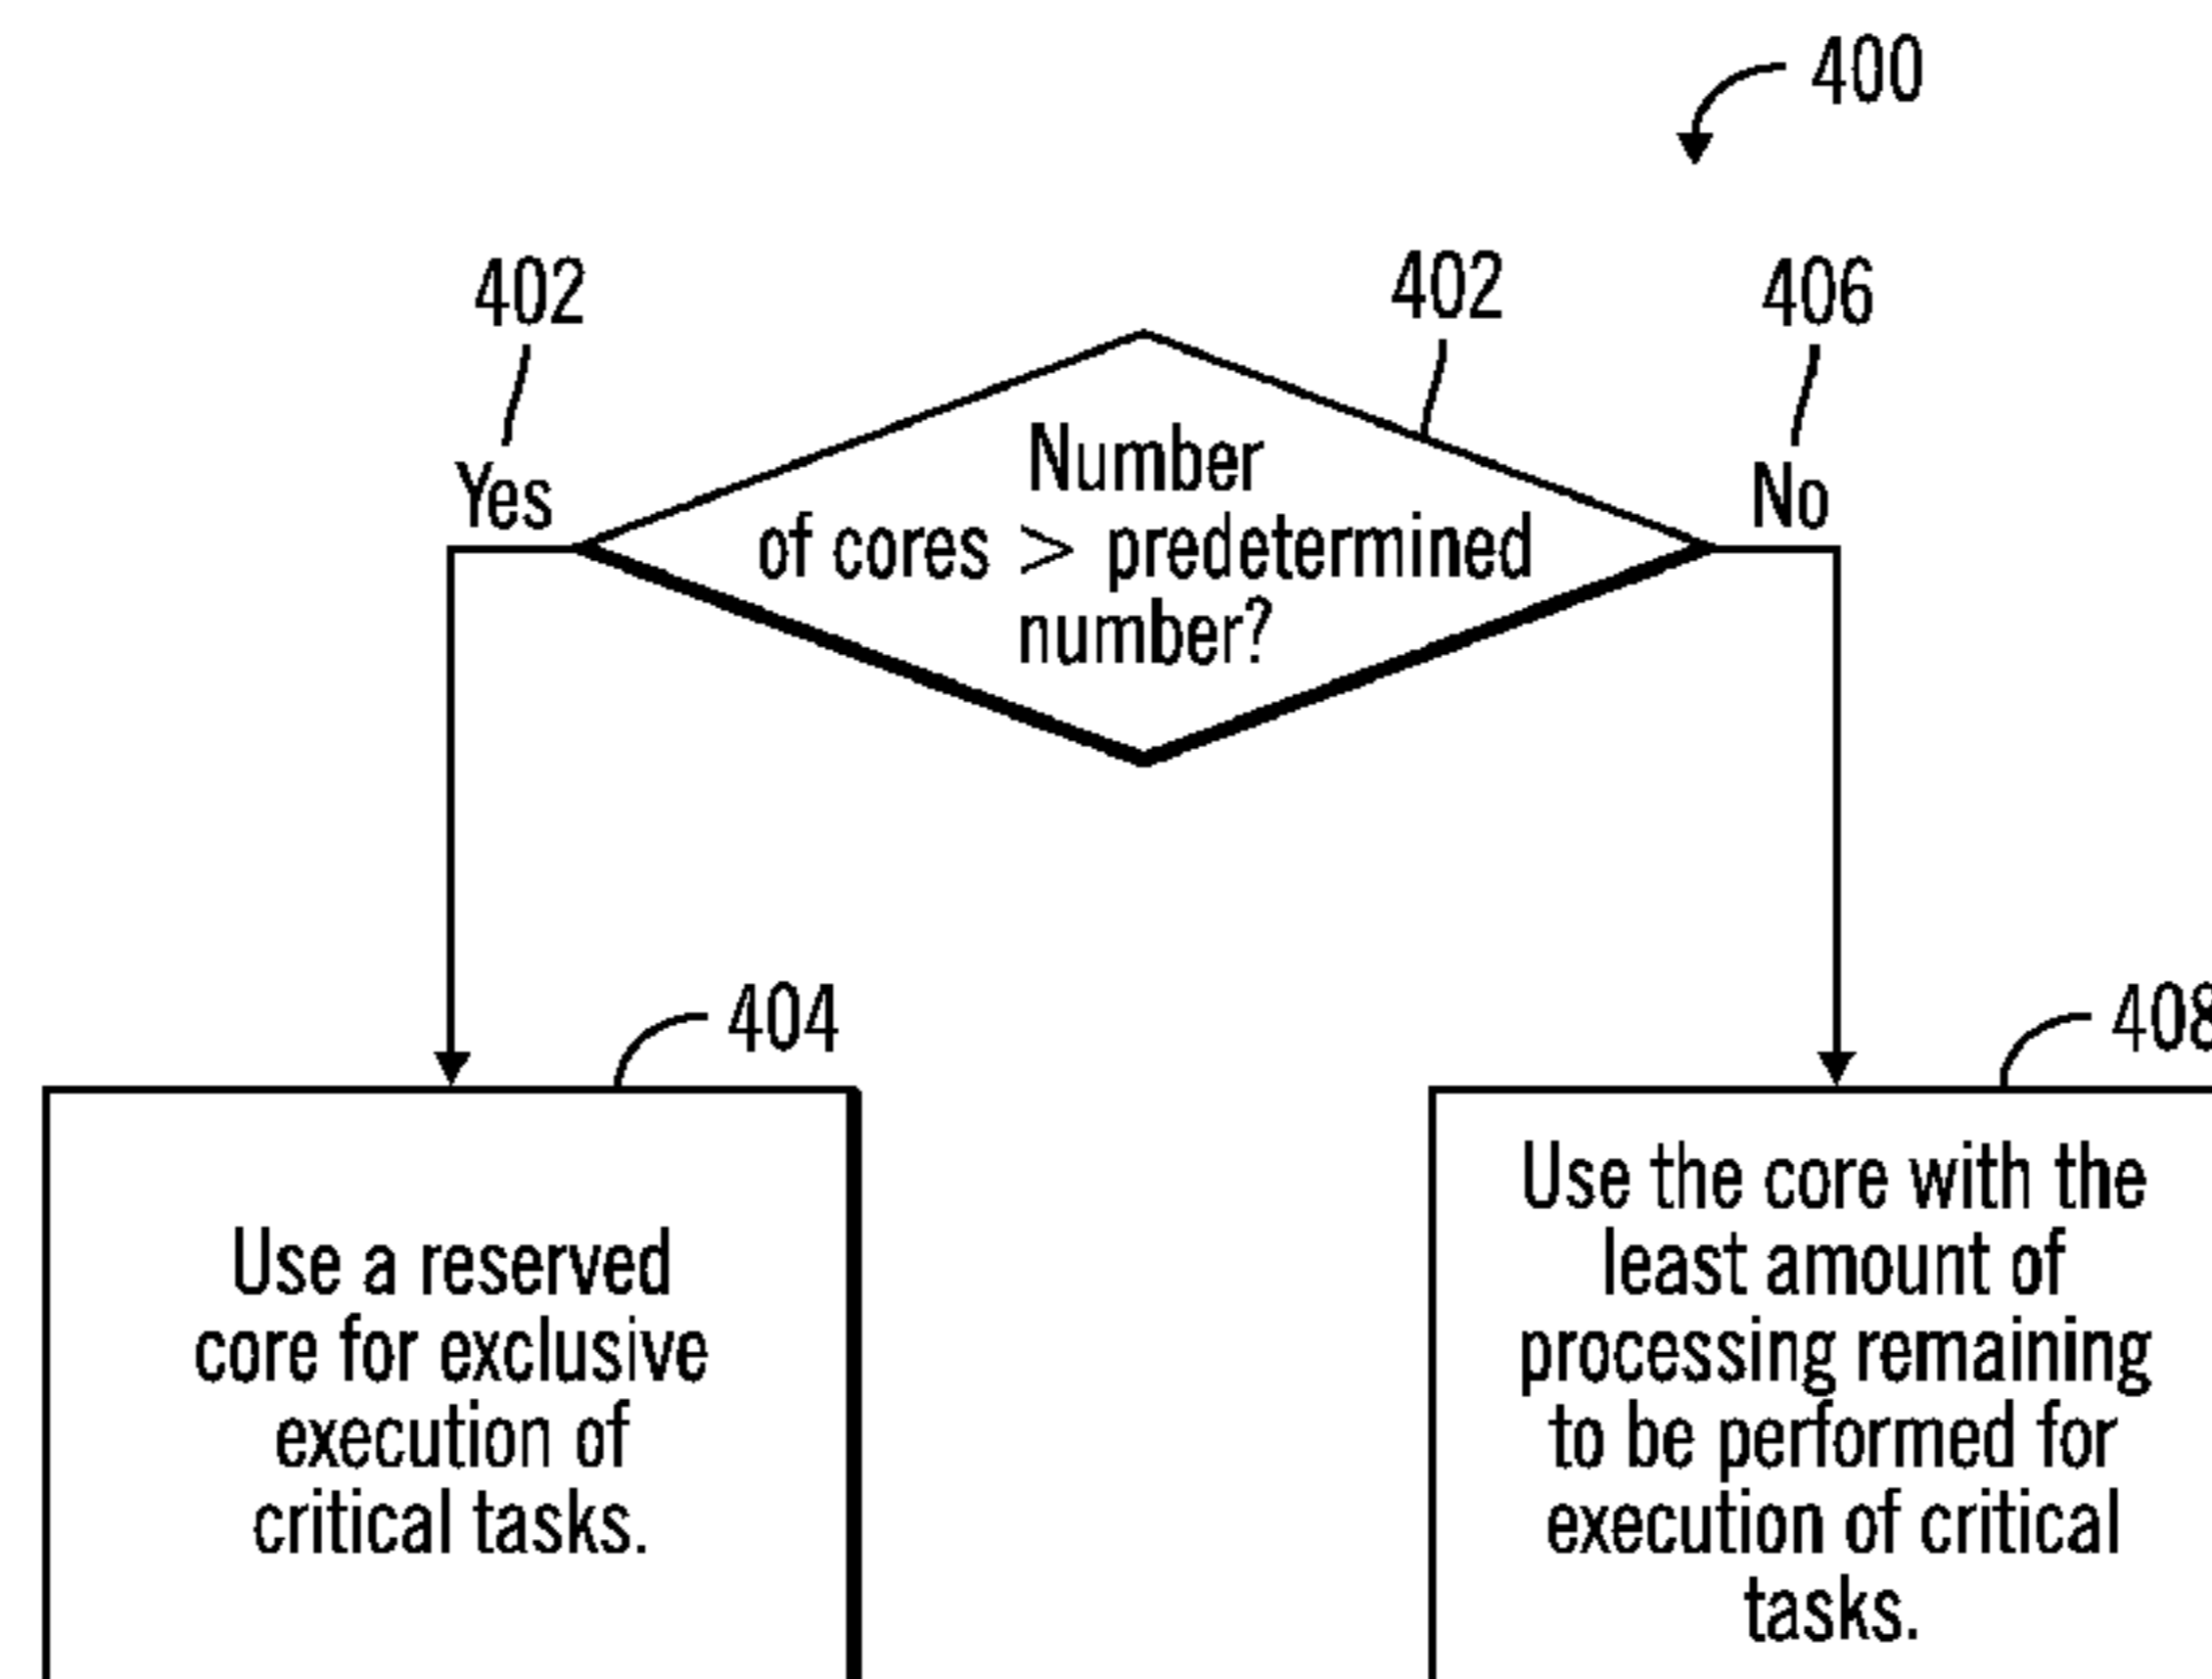 400
402
402
406
Yes
No
Number
of cores > predetermined
number?
404
408
Use a reserved
core for exclusive
execution of
critical tasks.
Use the core with the
least amount of
processing remaining
to be performed for
execution of critical
tasks.